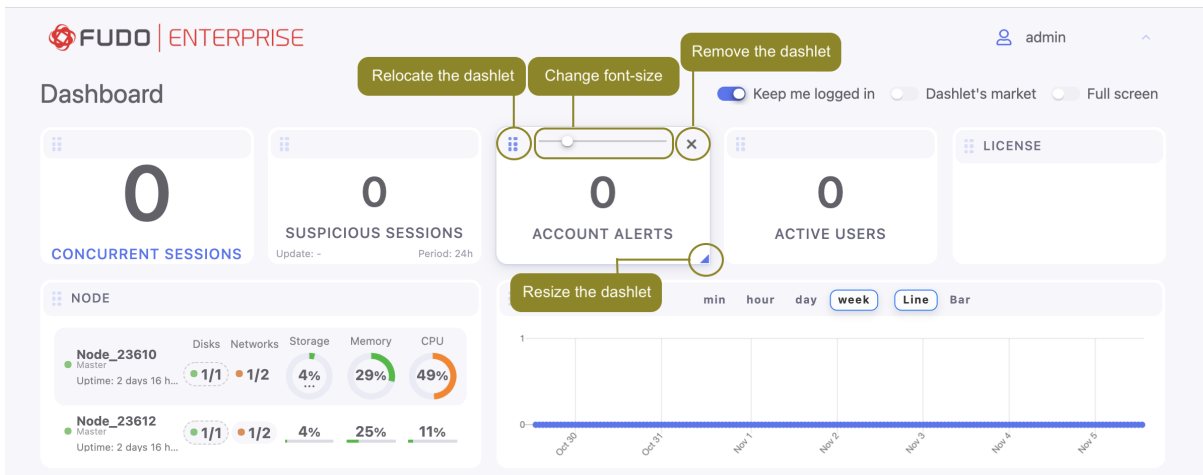 FUDO ENTERPRISE
admin
Remove the dashlet
Relocate the dashlet
Change font-size
Dashboard
Keep me logged in
Dashlet's market
Full screen
LICENSE
0
CONCURRENT SESSIONS
0
SUSPICIOUS SESSIONS
Update: -
Period: 24h
0
ACCOUNT ALERTS
0
ACTIVE USERS
Resize the dashlet
NODE
min hour day week Line Bar
Disks Networks Storage Memory CPU
Node_23610
Master
Uptime: 2 days 16 h...
1/1 1/2 4% 29% 49%
...
Node_23612
Master
Uptime: 2 days 16 h...
1/1 1/2 4% 25% 11%
1
0
Oct 30 Oct 31 Nov 1 Nov 2 Nov 3 Nov 4 Nov 5